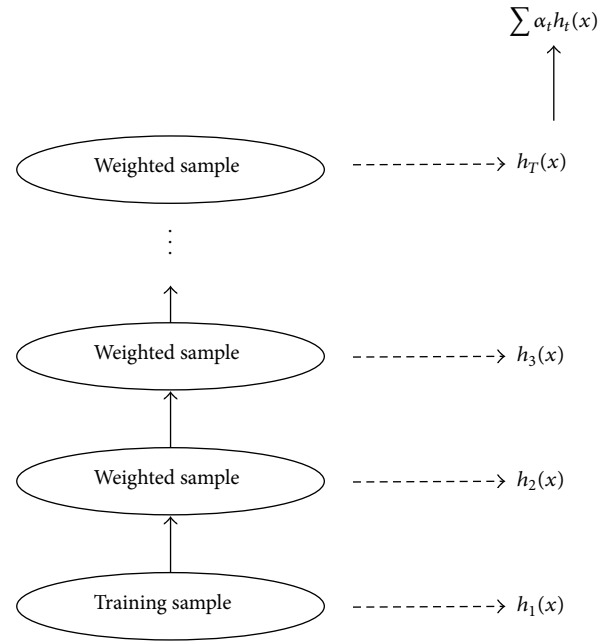 ∑ α_t h_t(x)
Weighted sample h_T(x)
⋮
Weighted sample h_3(x)
Weighted sample h_2(x)
Training sample h_1(x)